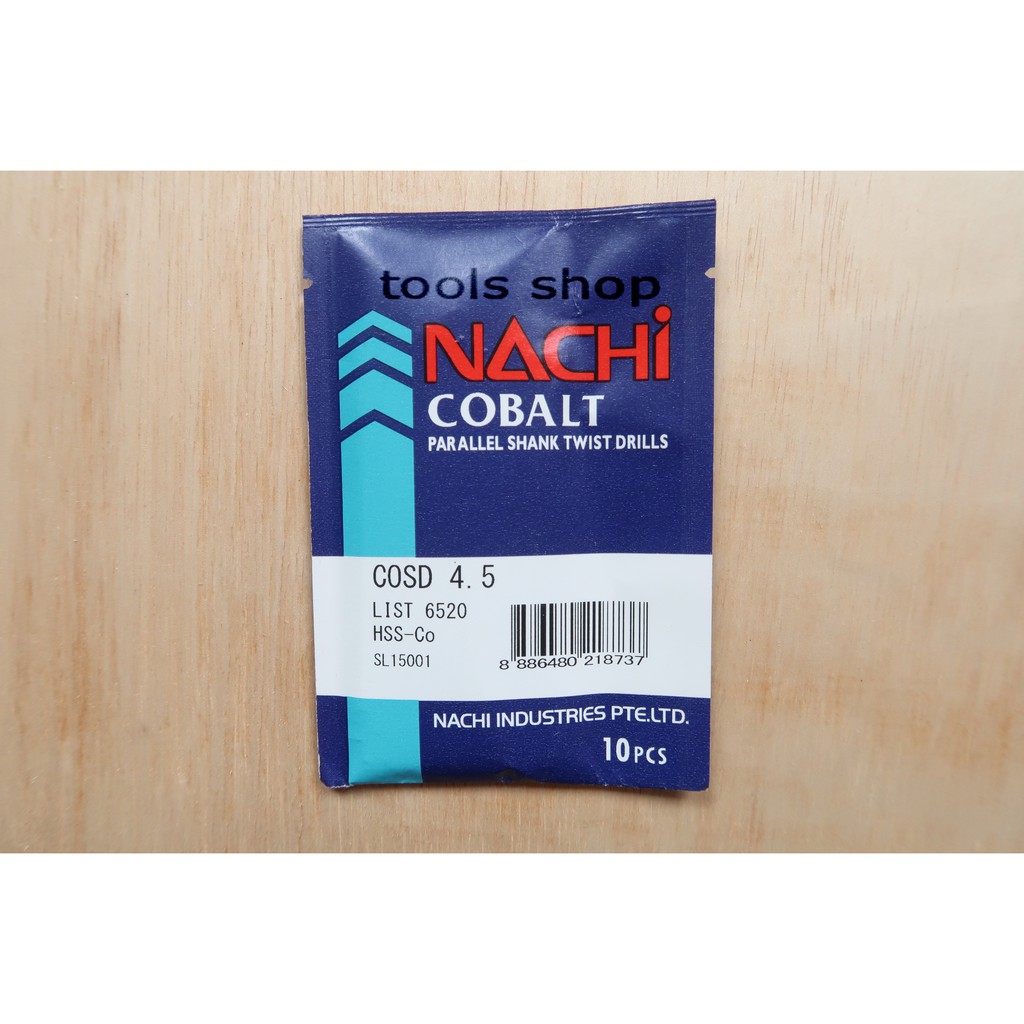 tools shop
NACHi
COBALT
PARALLEL SHANK TWIST DRILLS
COSD 4.5
LIST 6520
HSS-Co
SL15001
8 886480 218737
NACHI INDUSTRIES PTE.LTD.
10PCS